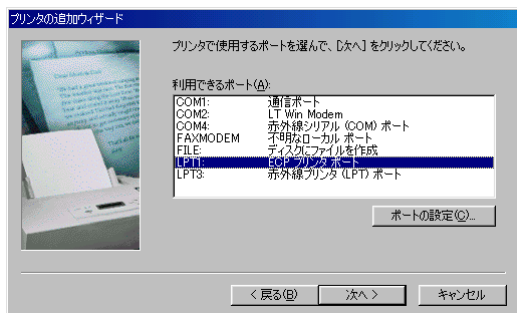 プリンタの追加ウィザード
プリンタで使用するポートを選んで、[次へ] をクリックしてください。
利用できるポート(A):
COM1: 通信ポート
COM2: LT Win Modem
COM4: 赤外線シリアル (COM) ポート
FAXMODEM 不明なローカル ポート
FILE: ディスクにファイルを作成
LPT1: ECP プリンタ ポート
LPT3: 赤外線プリンタ (LPT) ポート
ポートの設定(C)...
< 戻る(B) 次へ > キャンセル